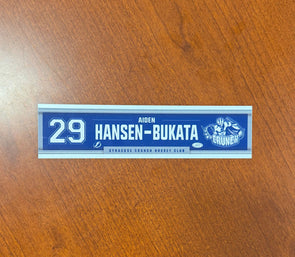 29
AIDEN
HANSEN-BUKATA
CRUNCH
SYRACUSE CRUNCH HOCKEY CLUB